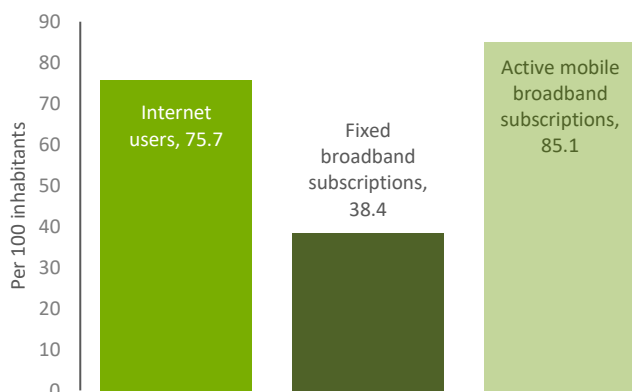 90
80
70
60
50
40
30
20
10
0
Per 100 inhabitants
Internet
users, 75.7
Fixed
broadband
subscriptions,
38.4
Active mobile
broadband
subscriptions,
85.1